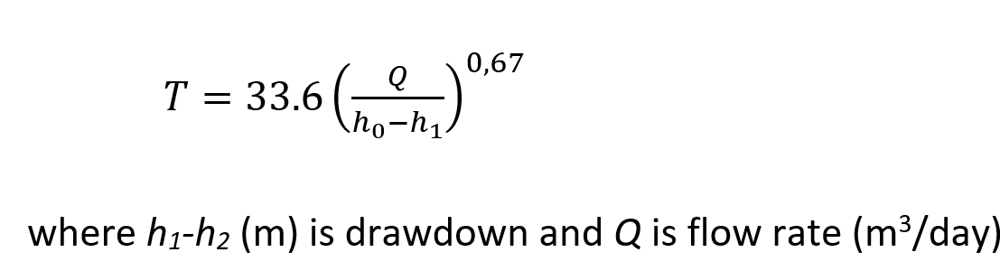 T = 33.6 (Q / h₀−h₁)^0,67
where h₁-h₂ (m) is drawdown and Q is flow rate (m³/day)